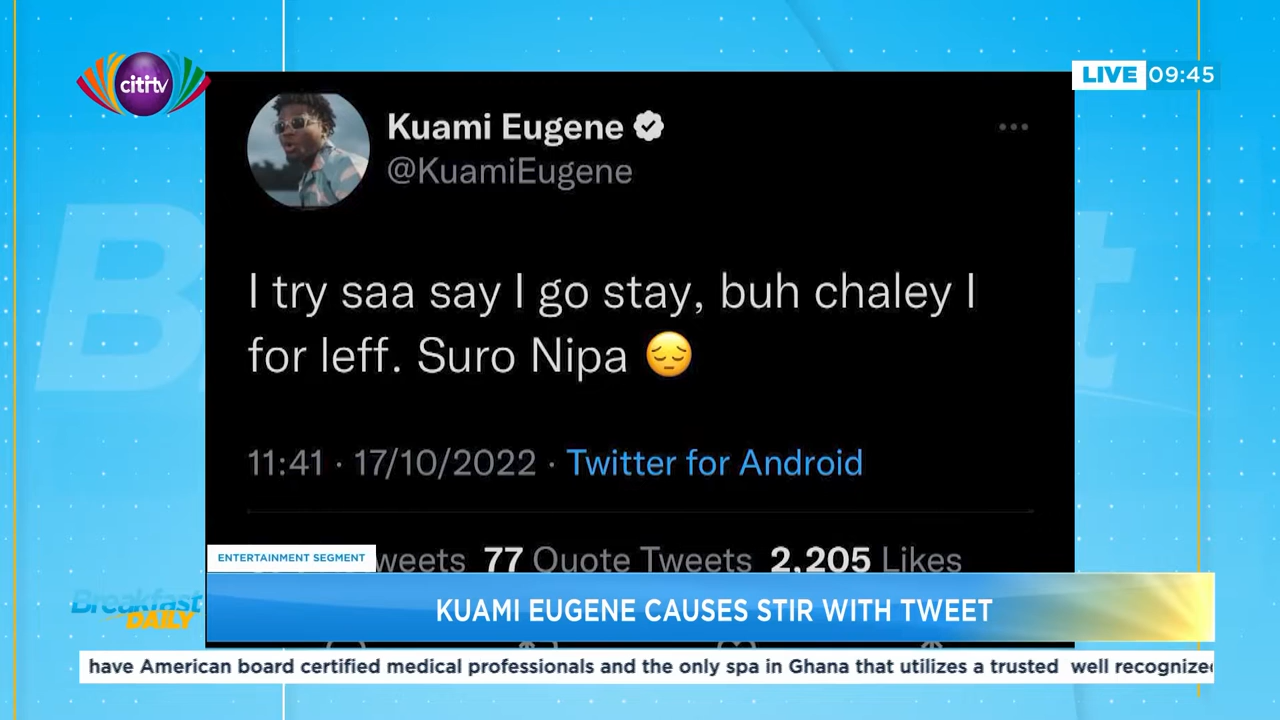 citi tv
LIVE 09:45
Kuami Eugene
@KuamiEugene
I try saa say I go stay, buh chaley I
for leff. Suro Nipa 😔
11:41 · 17/10/2022 · Twitter for Android
77 Quote Tweets 2,205 Likes
ENTERTAINMENT SEGMENT
Breakfast
DAILY
KUAMI EUGENE CAUSES STIR WITH TWEET
have American board certified medical professionals and the only spa in Ghana that utilizes a trusted well recognized